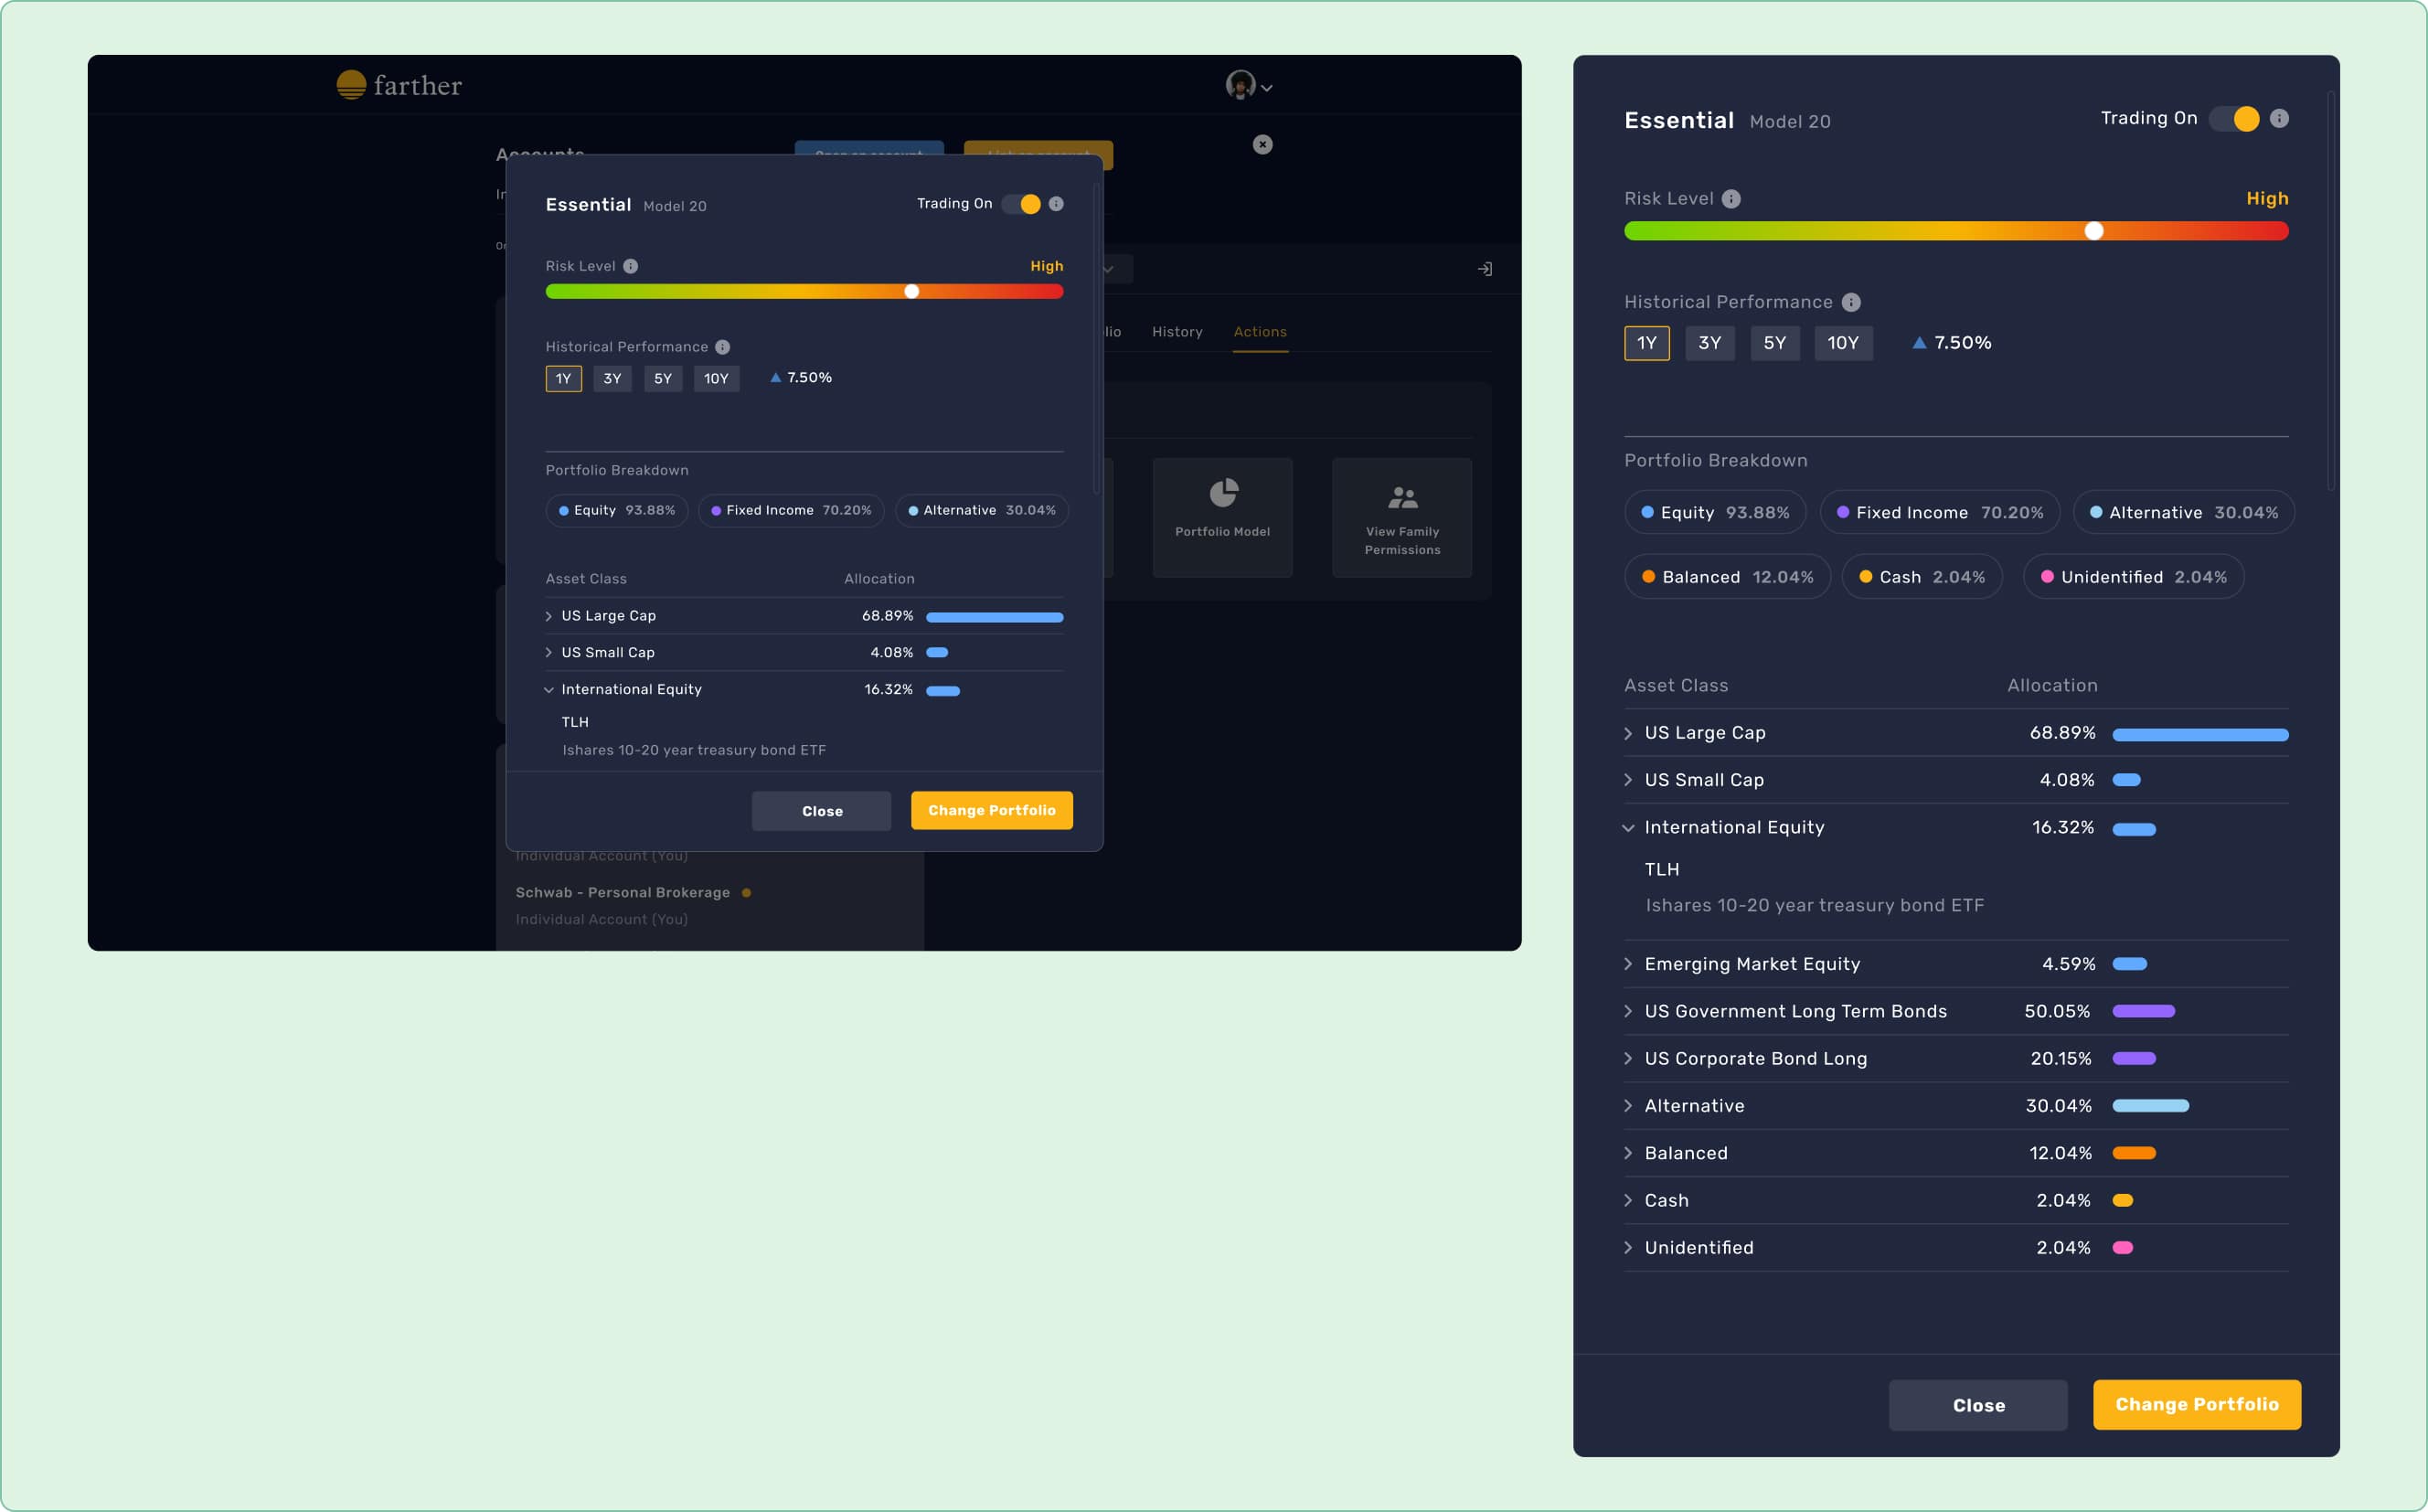 farther
Accounts
Essential Model 20 Trading On
Risk Level High
Historical Performance
1Y 3Y 5Y 10Y 7.50%
Portfolio Breakdown
Equity 93.88% Fixed Income 70.20% Alternative 30.04%
Asset Class Allocation
US Large Cap 68.89%
US Small Cap 4.08%
International Equity 16.32%
TLH
Ishares 10-20 year treasury bond ETF
Close Change Portfolio
History Actions
Portfolio Model
View Family
Permissions
Individual Account (You)
Schwab - Personal Brokerage
Individual Account (You)
Essential Model 20 Trading On
Risk Level High
Historical Performance
1Y 3Y 5Y 10Y 7.50%
Portfolio Breakdown
Equity 93.88% Fixed Income 70.20% Alternative 30.04%
Balanced 12.04% Cash 2.04% Unidentified 2.04%
Asset Class Allocation
US Large Cap 68.89%
US Small Cap 4.08%
International Equity 16.32%
TLH
Ishares 10-20 year treasury bond ETF
Emerging Market Equity 4.59%
US Government Long Term Bonds 50.05%
US Corporate Bond Long 20.15%
Alternative 30.04%
Balanced 12.04%
Cash 2.04%
Unidentified 2.04%
Close Change Portfolio